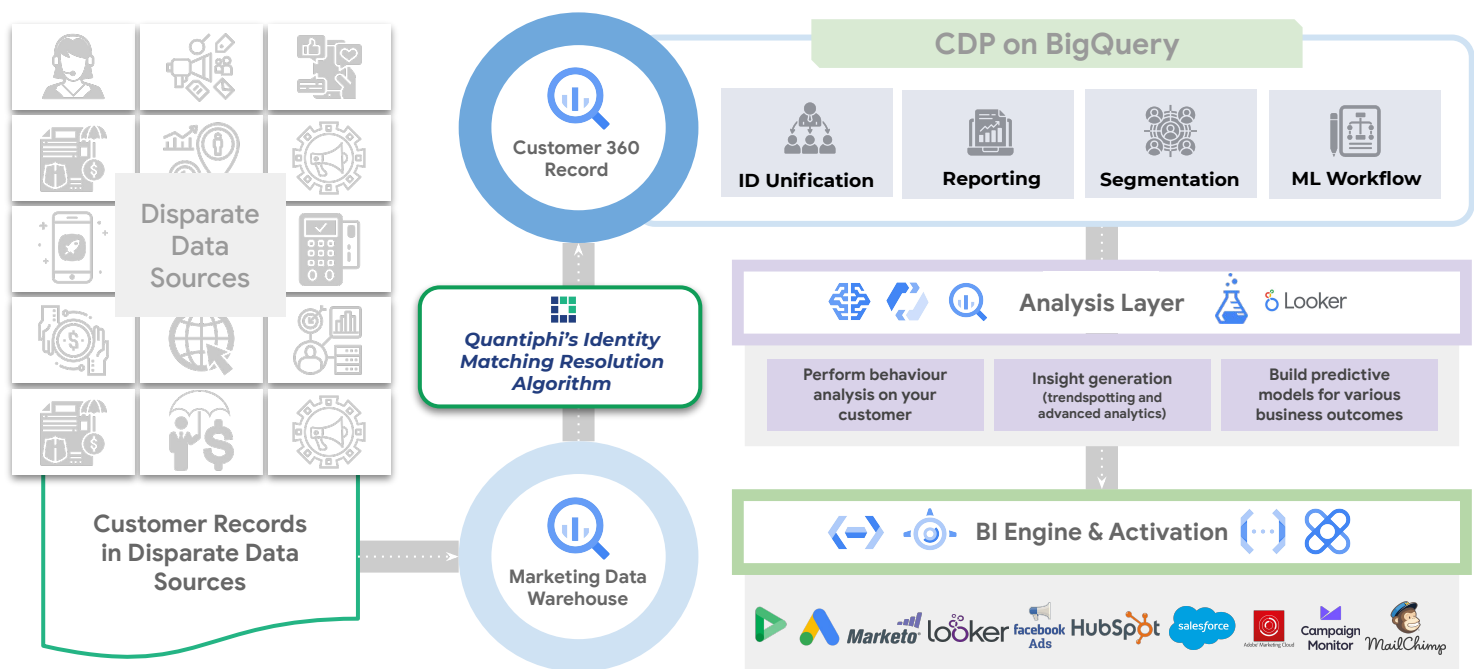 Disparate
Data
Sources
Customer Records
in Disparate Data
Sources
Customer 360
Record
Quantiphi's Identity
Matching Resolution
Algorithm
Marketing Data
Warehouse
CDP on BigQuery
ID Unification
Reporting
Segmentation
ML Workflow
Analysis Layer
Looker
Perform behaviour
analysis on your
customer
Insight generation
(trendspotting and
advanced analytics)
Build predictive
models for various
business outcomes
BI Engine & Activation
Marketo
looker
facebook
Ads
HubSpot
salesforce
Adobe Marketing Cloud
Campaign
Monitor
MailChimp